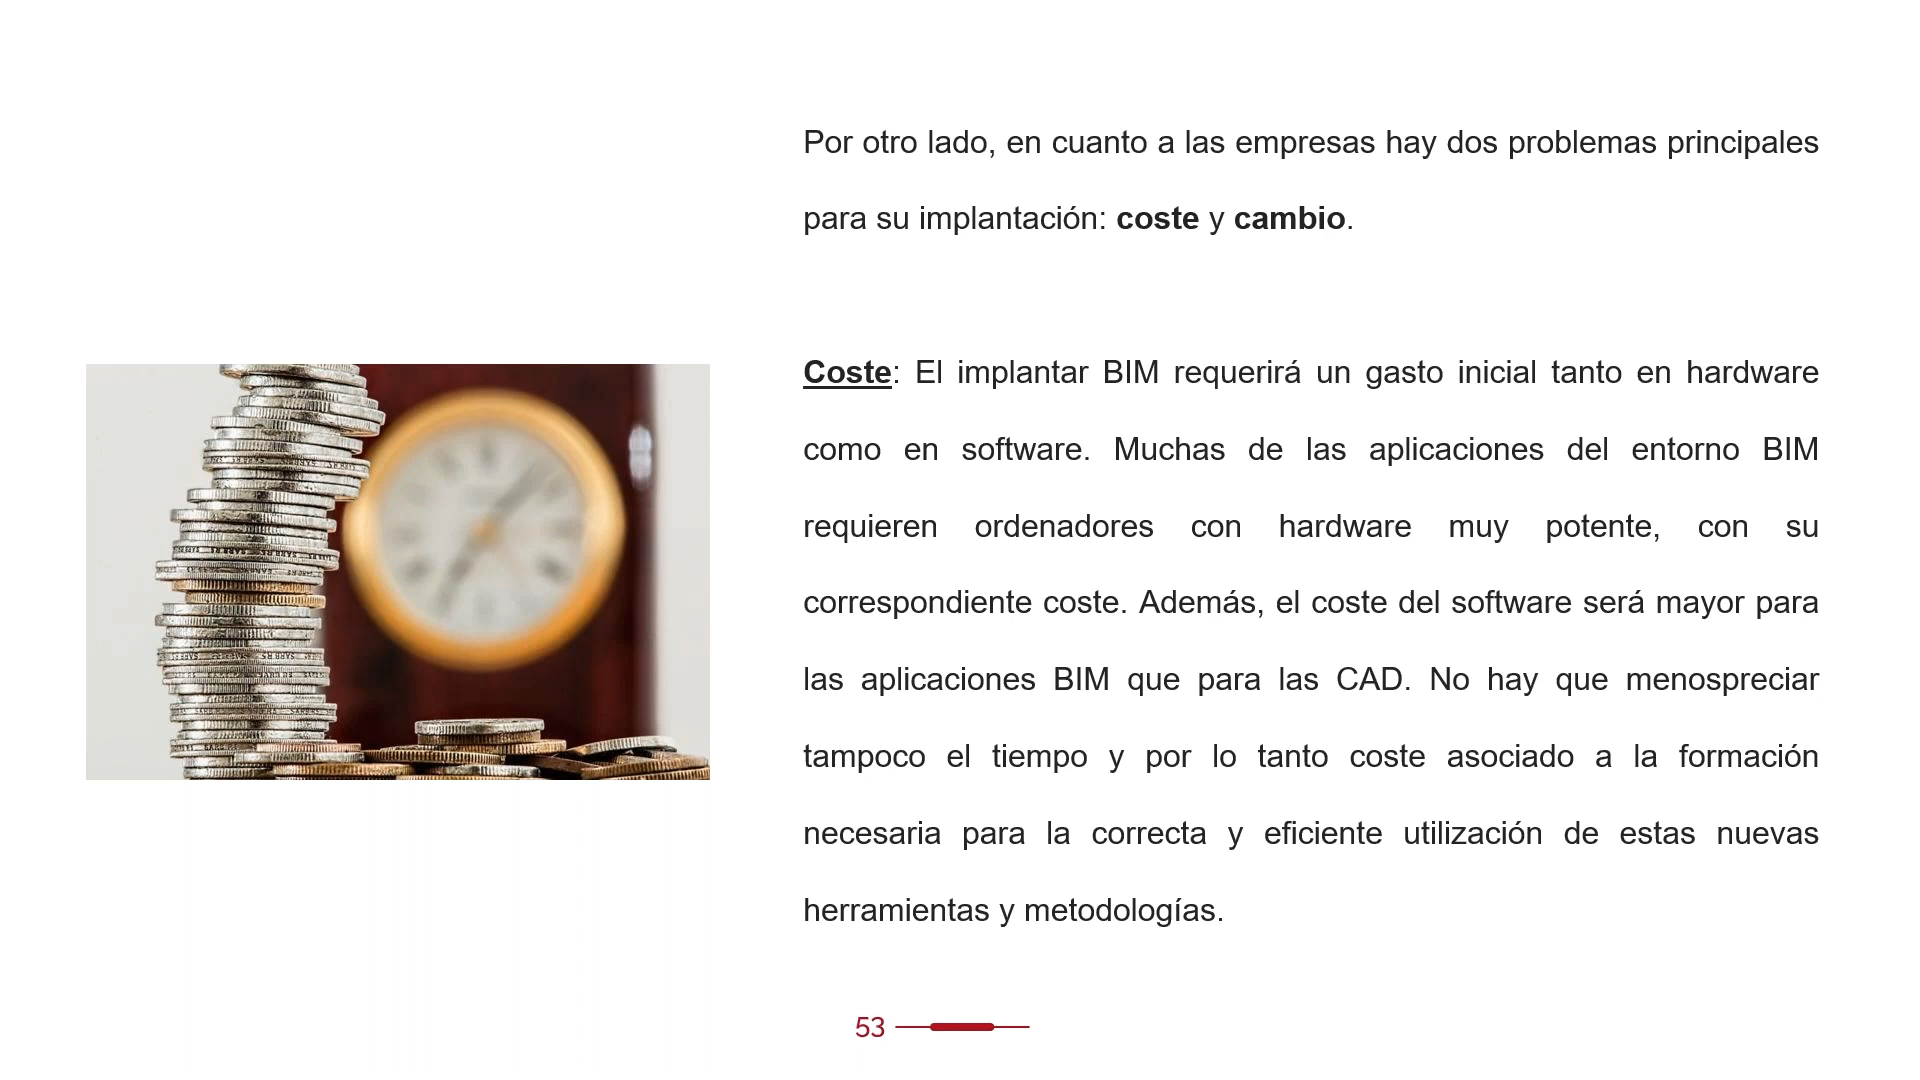 Por otro lado, en cuanto a las empresas hay dos problemas principales
para su implantación: coste y cambio.
Coste: El implantar BIM requerirá un gasto inicial tanto en hardware
como en software. Muchas de las aplicaciones del entorno BIM
requieren ordenadores con hardware muy potente, con su
correspondiente coste. Además, el coste del software será mayor para
las aplicaciones BIM que para las CAD. No hay que menospreciar
tampoco el tiempo y por lo tanto coste asociado a la formación
necesaria para la correcta y eficiente utilización de estas nuevas
herramientas y metodologías.
53